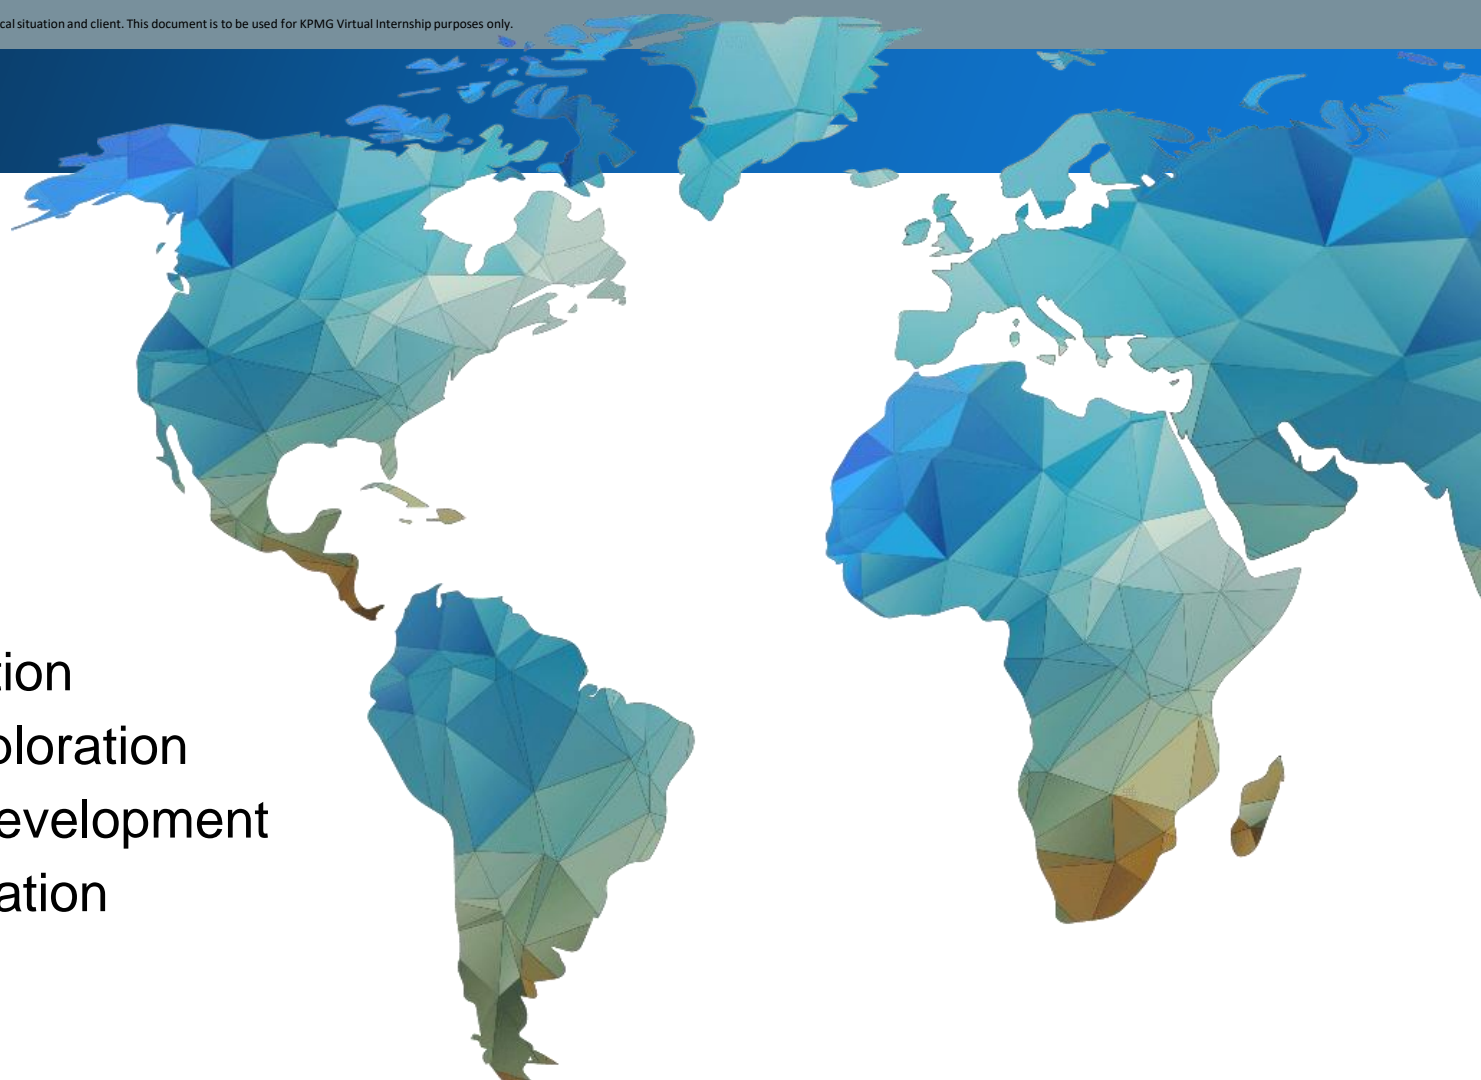 cal situation and client. This document is to be used for KPMG Virtual Internship purposes only.
tion
ploration
evelopment
ation